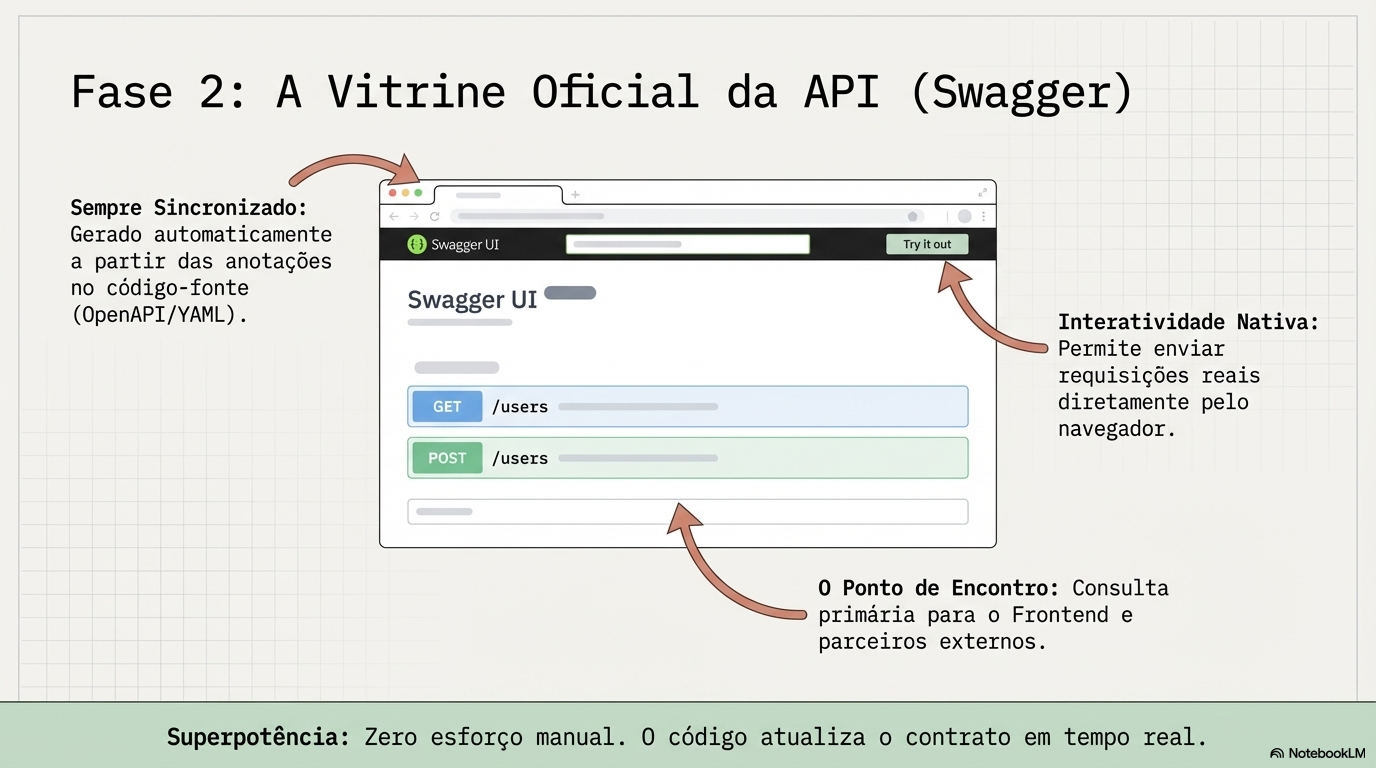 Fase 2: A Vitrine Oficial da API (Swagger)
Sempre Sincronizado:
Gerado automaticamente
a partir das anotações
no código-fonte
(OpenAPI/YAML).
Swagger UI
Try it out
Swagger UI
GET /users
POST /users
Interatividade Nativa:
Permite enviar
requisições reais
diretamente pelo
navegador.
O Ponto de Encontro: Consulta
primária para o Frontend e
parceiros externos.
Superpotência: Zero esforço manual. O código atualiza o contrato em tempo real.
NotebookLM